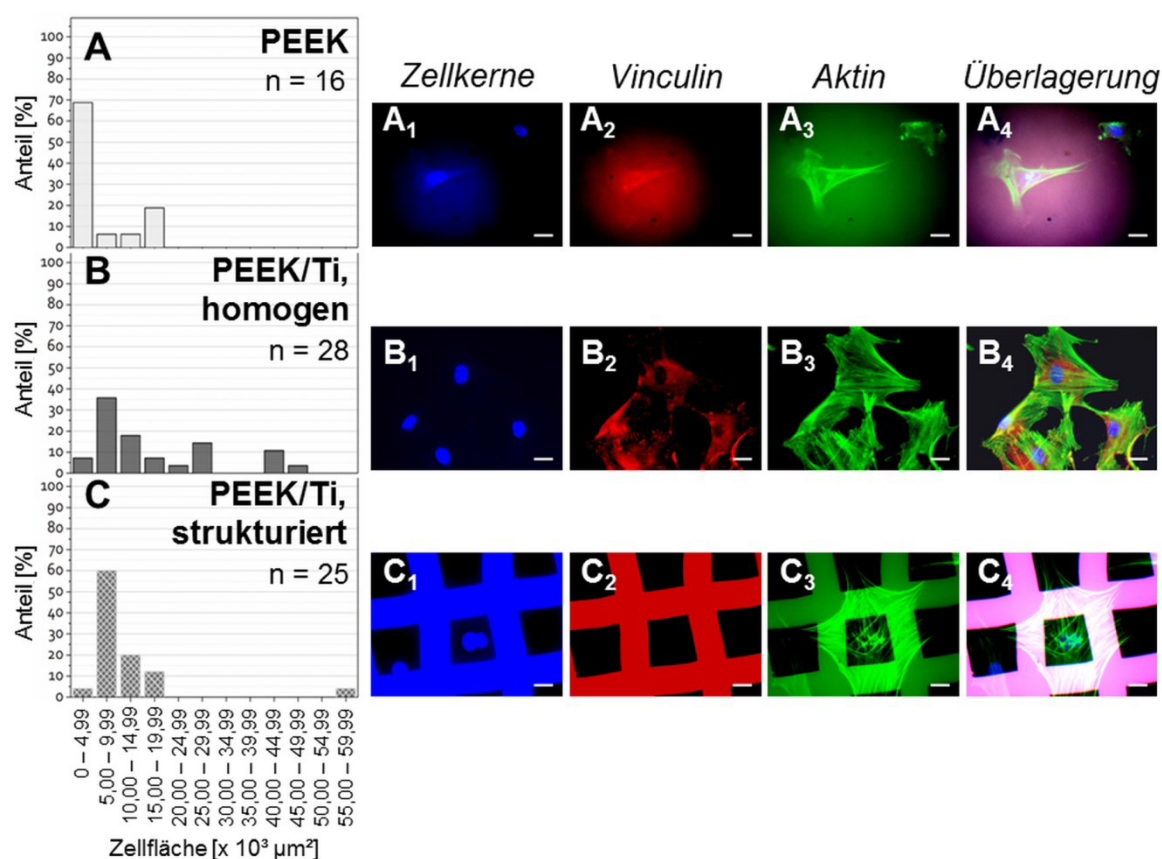 A
PEEK
n = 16
Anteil [%]
100
90
80
70
60
50
40
30
20
10
0
B
PEEK/Ti,
homogen
n = 28
Anteil [%]
100
90
80
70
60
50
40
30
20
10
0
C
PEEK/Ti,
strukturiert
n = 25
Anteil [%]
100
90
80
70
60
50
40
30
20
10
0
0 – 4,99
5,00 – 9,99
10,00 – 14,99
15,00 – 19,99
20,00 – 24,99
25,00 – 29,99
30,00 – 34,99
35,00 – 39,99
40,00 – 44,99
45,00 – 49,99
50,00 – 54,99
55,00 – 59,99
Zellfläche [x 10³ µm²]
Zellkerne Vinculin Aktin Überlagerung
A₁ A₂ A₃ A₄
B₁ B₂ B₃ B₄
C₁ C₂ C₃ C₄